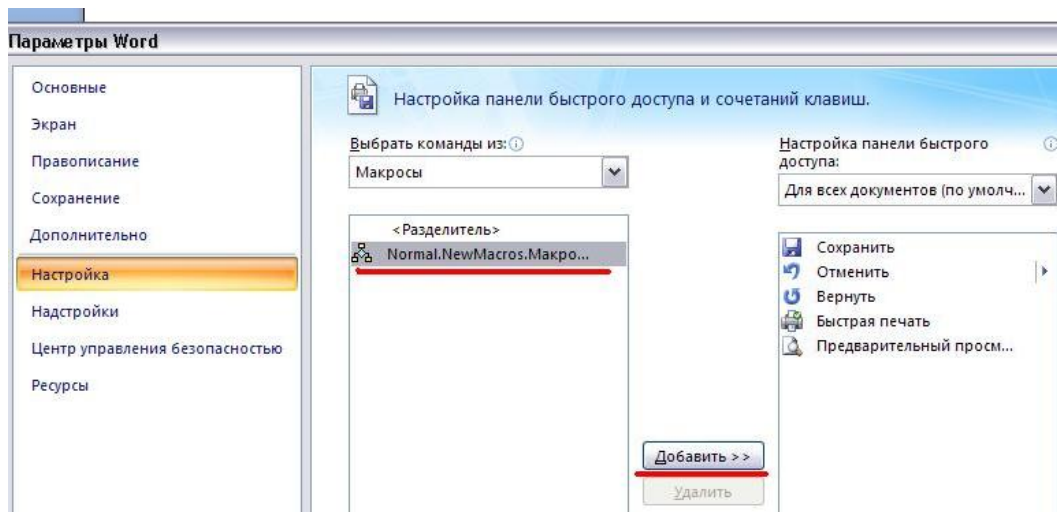 Параметры Word
Основные
Экран
Правописание
Сохранение
Дополнительно
Настройка
Надстройки
Центр управления безопасностью
Ресурсы
Настройка панели быстрого доступа и сочетаний клавиш.
Выбрать команды из:
Макросы
<Разделитель>
Normal.NewMacros.Макро...
Добавить >>
Удалить
Настройка панели быстрого
доступа:
Для всех документов (по умолч...
Сохранить
Отменить
Вернуть
Быстрая печать
Предварительный просм...